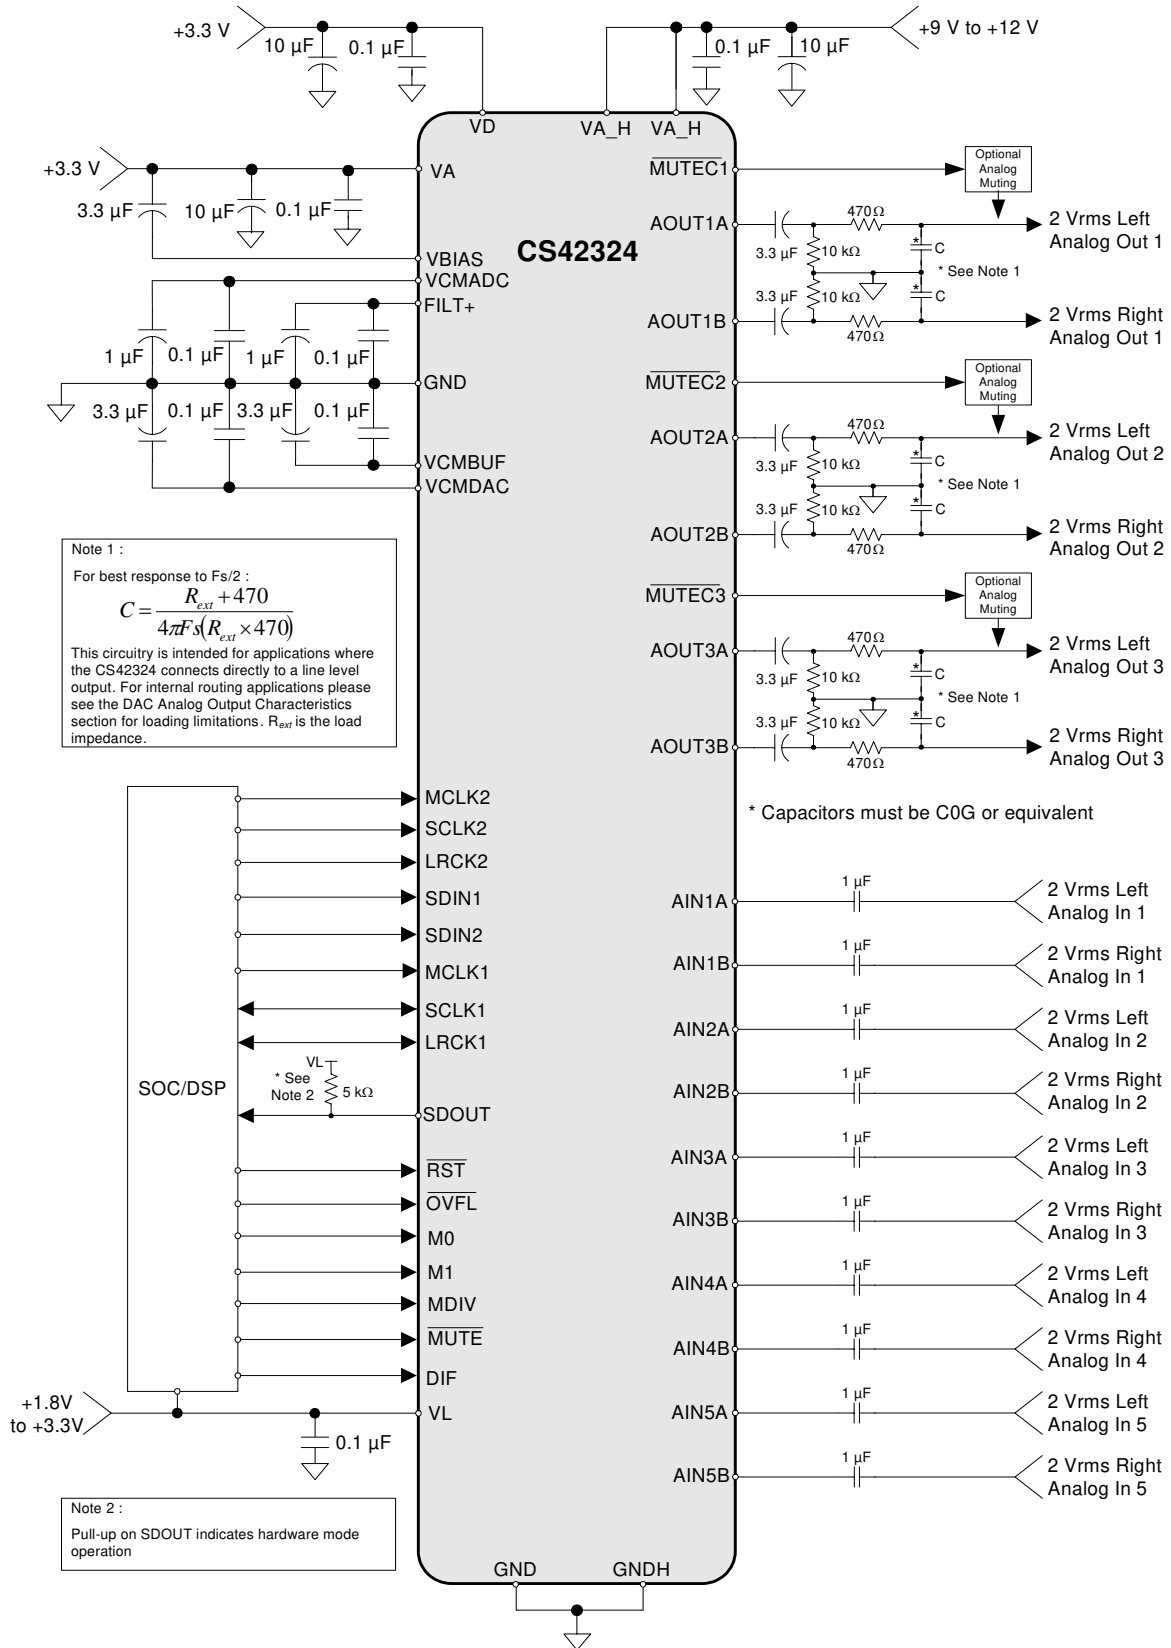 +3.3 V
10 µF
0.1 µF
0.1 µF
10 µF
+9 V to +12 V
VD
VA_H
VA_H
+3.3 V
VA
3.3 µF
10 µF
0.1 µF
VBIAS
VCMADC
FILT+
1 µF
0.1 µF
1 µF
0.1 µF
GND
3.3 µF
0.1 µF
3.3 µF
0.1 µF
VCMBUF
VCMDAC
CS42324
MUTEC1
Optional
Analog
Muting
AOUT1A
3.3 µF
470Ω
10 kΩ
C
* See Note 1
*
2 Vrms Left
Analog Out 1
3.3 µF
10 kΩ
*
C
AOUT1B
470Ω
2 Vrms Right
Analog Out 1
MUTEC2
Optional
Analog
Muting
AOUT2A
3.3 µF
470Ω
10 kΩ
*
C
* See Note 1
2 Vrms Left
Analog Out 2
3.3 µF
10 kΩ
*
C
AOUT2B
470Ω
2 Vrms Right
Analog Out 2
MUTEC3
Optional
Analog
Muting
AOUT3A
3.3 µF
470Ω
10 kΩ
*
C
* See Note 1
2 Vrms Left
Analog Out 3
3.3 µF
10 kΩ
*
C
AOUT3B
470Ω
2 Vrms Right
Analog Out 3
* Capacitors must be C0G or equivalent
Note 1 :
For best response to Fs/2 :
C = (R_ext + 470) / (4πFs(R_ext × 470))
This circuitry is intended for applications where
the CS42324 connects directly to a line level
output. For internal routing applications please
see the DAC Analog Output Characteristics
section for loading limitations. Rext is the load
impedance.
SOC/DSP
MCLK2
SCLK2
LRCK2
SDIN1
SDIN2
MCLK1
SCLK1
LRCK1
VL
* See
Note 2
5 kΩ
SDOUT
RST
OVFL
M0
M1
MDIV
MUTE
DIF
+1.8V
to +3.3V
VL
0.1 µF
Note 2 :
Pull-up on SDOUT indicates hardware mode
operation
AIN1A
1 µF
2 Vrms Left
Analog In 1
AIN1B
1 µF
2 Vrms Right
Analog In 1
AIN2A
1 µF
2 Vrms Left
Analog In 2
AIN2B
1 µF
2 Vrms Right
Analog In 2
AIN3A
1 µF
2 Vrms Left
Analog In 3
AIN3B
1 µF
2 Vrms Right
Analog In 3
AIN4A
1 µF
2 Vrms Left
Analog In 4
AIN4B
1 µF
2 Vrms Right
Analog In 4
AIN5A
1 µF
2 Vrms Left
Analog In 5
AIN5B
1 µF
2 Vrms Right
Analog In 5
GND
GNDH